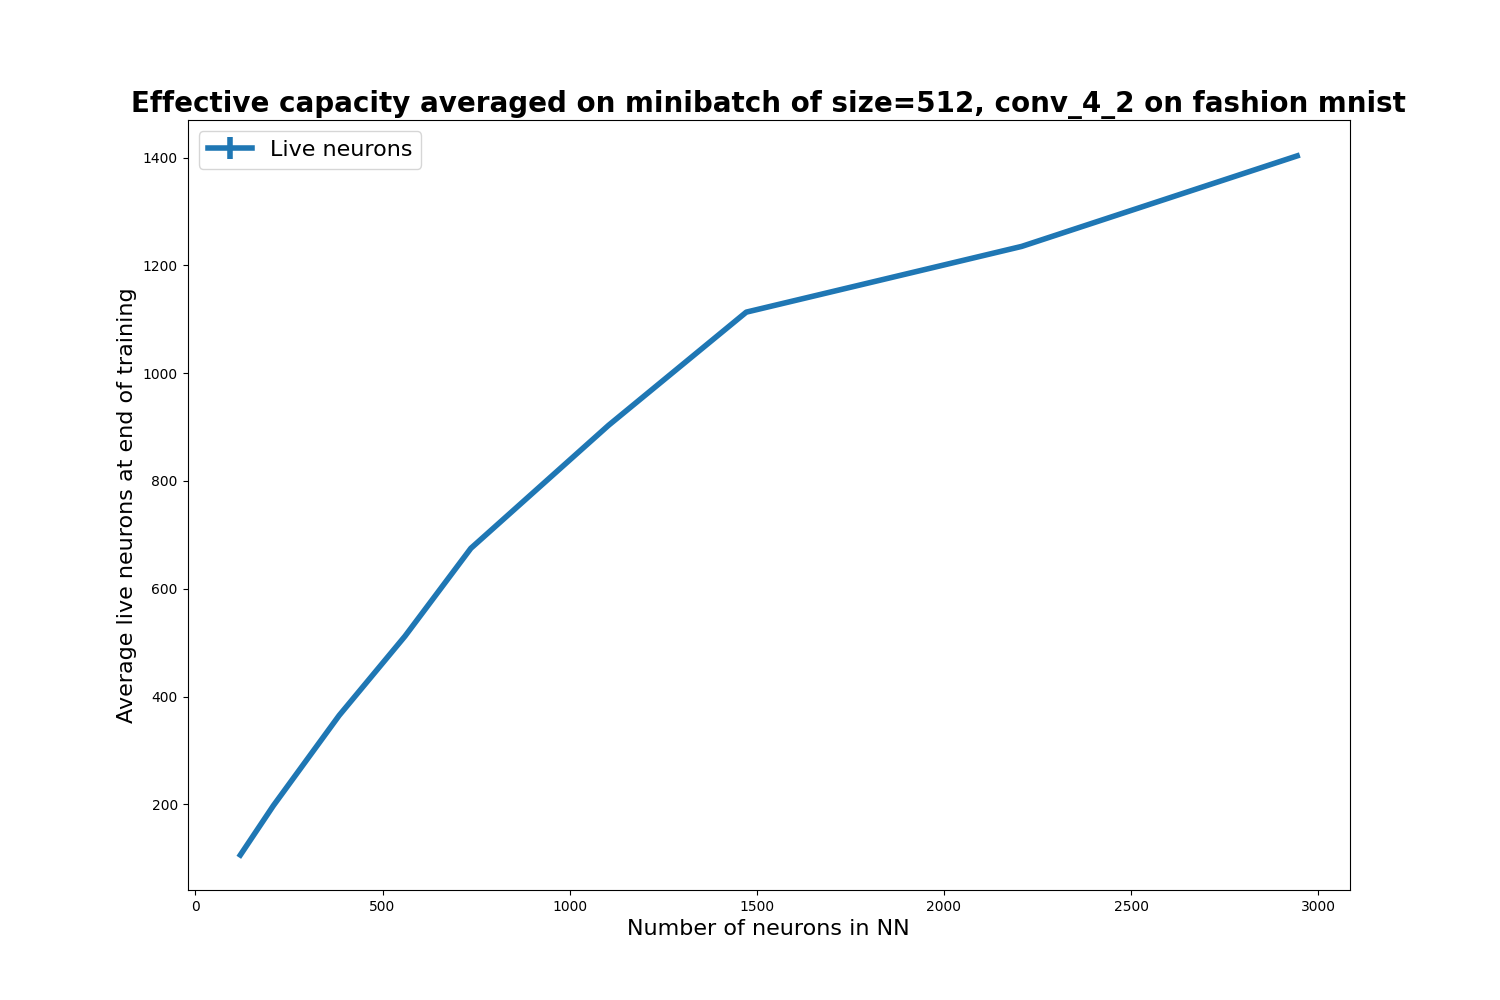 Effective capacity averaged on minibatch of size=512, conv_4_2 on fashion mnist
Live neurons
Average live neurons at end of training
1400
1200
1000
800
600
400
200
0 500 1000 1500 2000 2500 3000
Number of neurons in NN